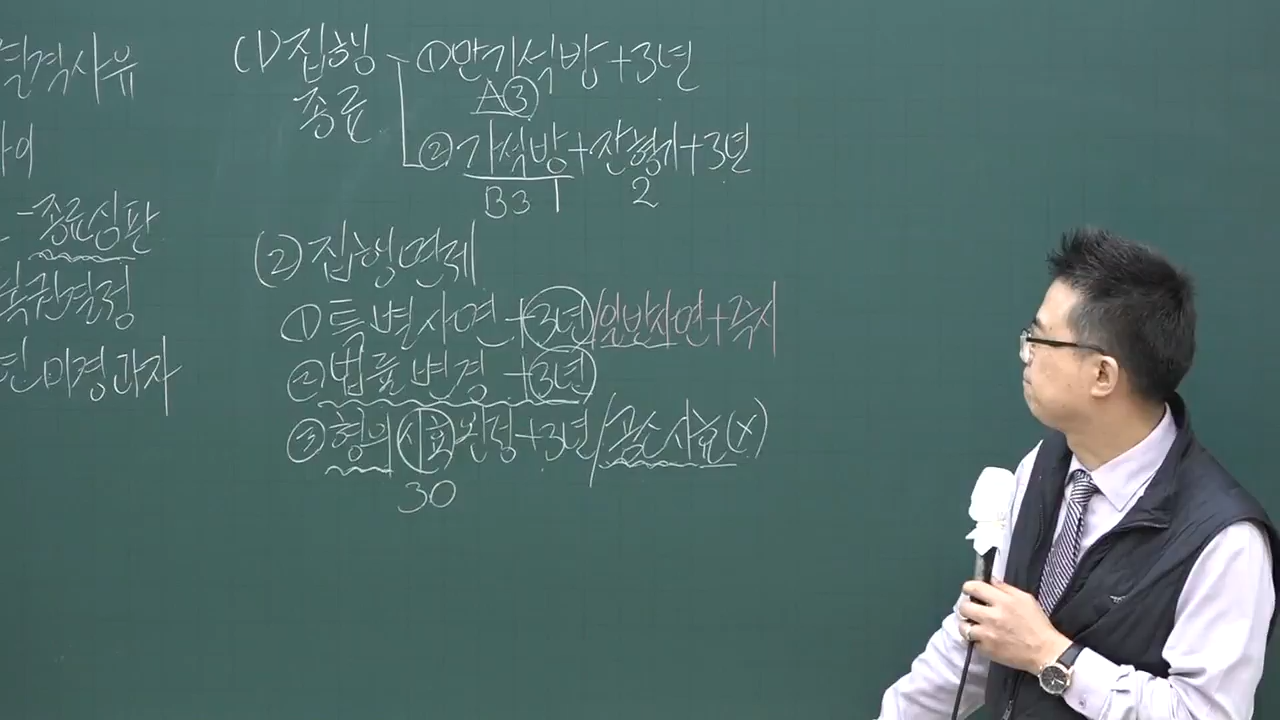 결격사유
종료심판
복권결정
년 미경과자
(1) 집행 ① 만기석방+3년
종료
A③
② 가석방+잔형기+3년
B3 1 2
(2) 집행면제
① 특별사면+3년/일반사면+즉시
② 법률변경+3년
③ 형의 시효완성+3년/공소시효(x)
30